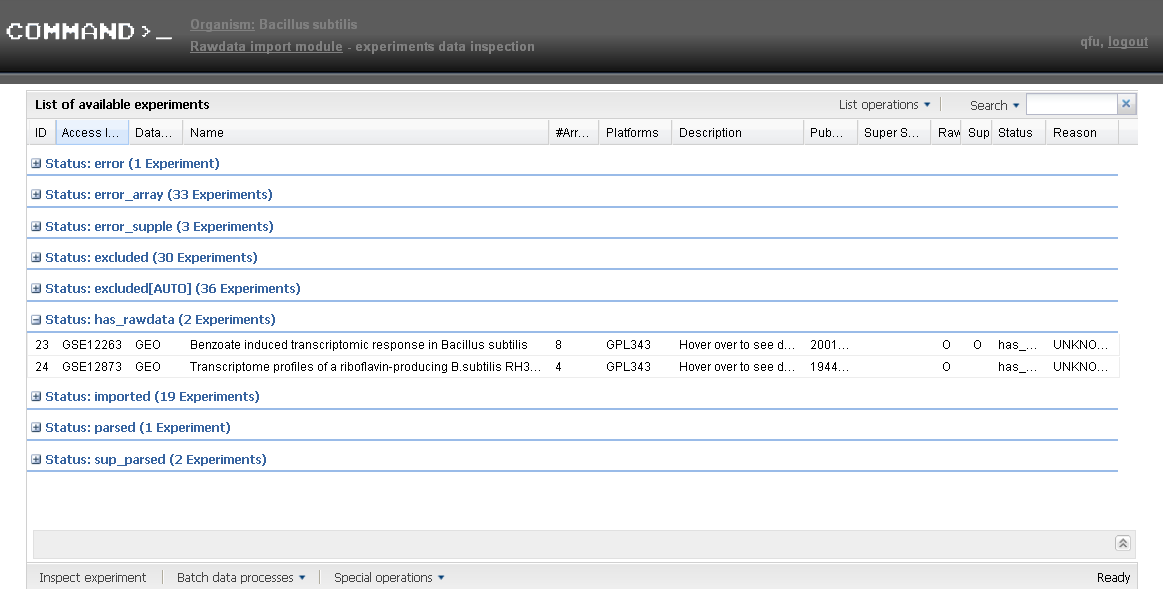 COMMAND>_
Organism: Bacillus subtilis
Rawdata import module - experiments data inspection
qfu, logout
List of available experiments
List operations
Search
ID Access I... Data... Name #Arr... Platforms Description Pub... Super S... Raw Sup Status Reason
Status: error (1 Experiment)
Status: error_array (33 Experiments)
Status: error_supple (3 Experiments)
Status: excluded (30 Experiments)
Status: excluded[AUTO] (36 Experiments)
Status: has_rawdata (2 Experiments)
23 GSE12263 GEO Benzoate induced transcriptomic response in Bacillus subtilis 8 GPL343 Hover over to see d... 2001... O O has_... UNKNO...
24 GSE12873 GEO Transcriptome profiles of a riboflavin-producing B.subtilis RH3... 4 GPL343 Hover over to see d... 1944... O has_... UNKNO...
Status: imported (19 Experiments)
Status: parsed (1 Experiment)
Status: sup_parsed (2 Experiments)
Inspect experiment Batch data processes Special operations Ready